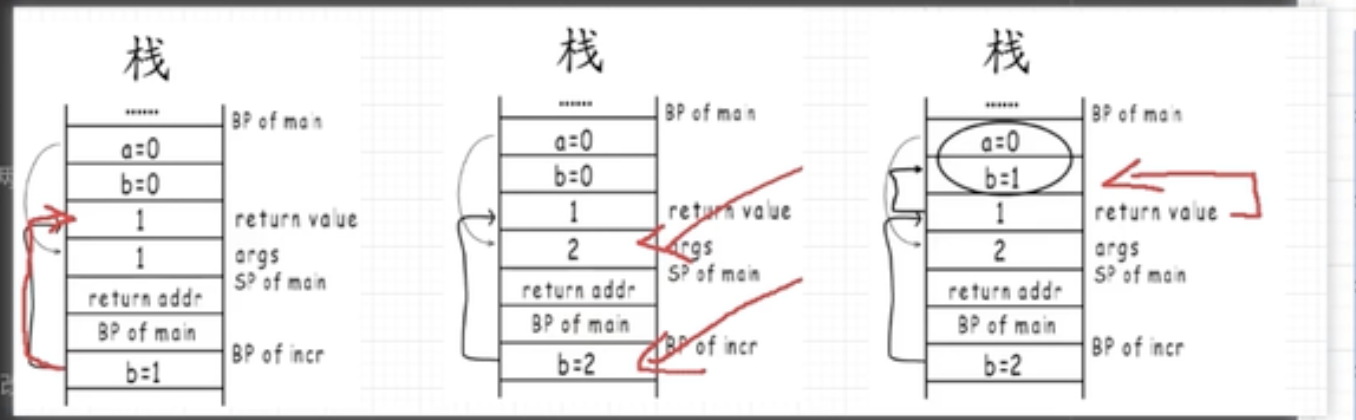 栈
......
BP of main
a=0
b=0
1
return value
1
args
SP of main
return addr
BP of main
BP of incr
b=1
栈
......
BP of main
a=0
b=0
1
return value
2
args
SP of main
return addr
BP of main
BP of incr
b=2
栈
......
BP of main
a=0
b=1
1
return value
2
args
SP of main
return addr
BP of main
BP of incr
b=2